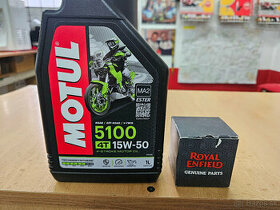 MOTUL
MA2
ESTER
5100
4T 15W-50
1L
ROYAL
ENFIELD
GENUINE PARTS